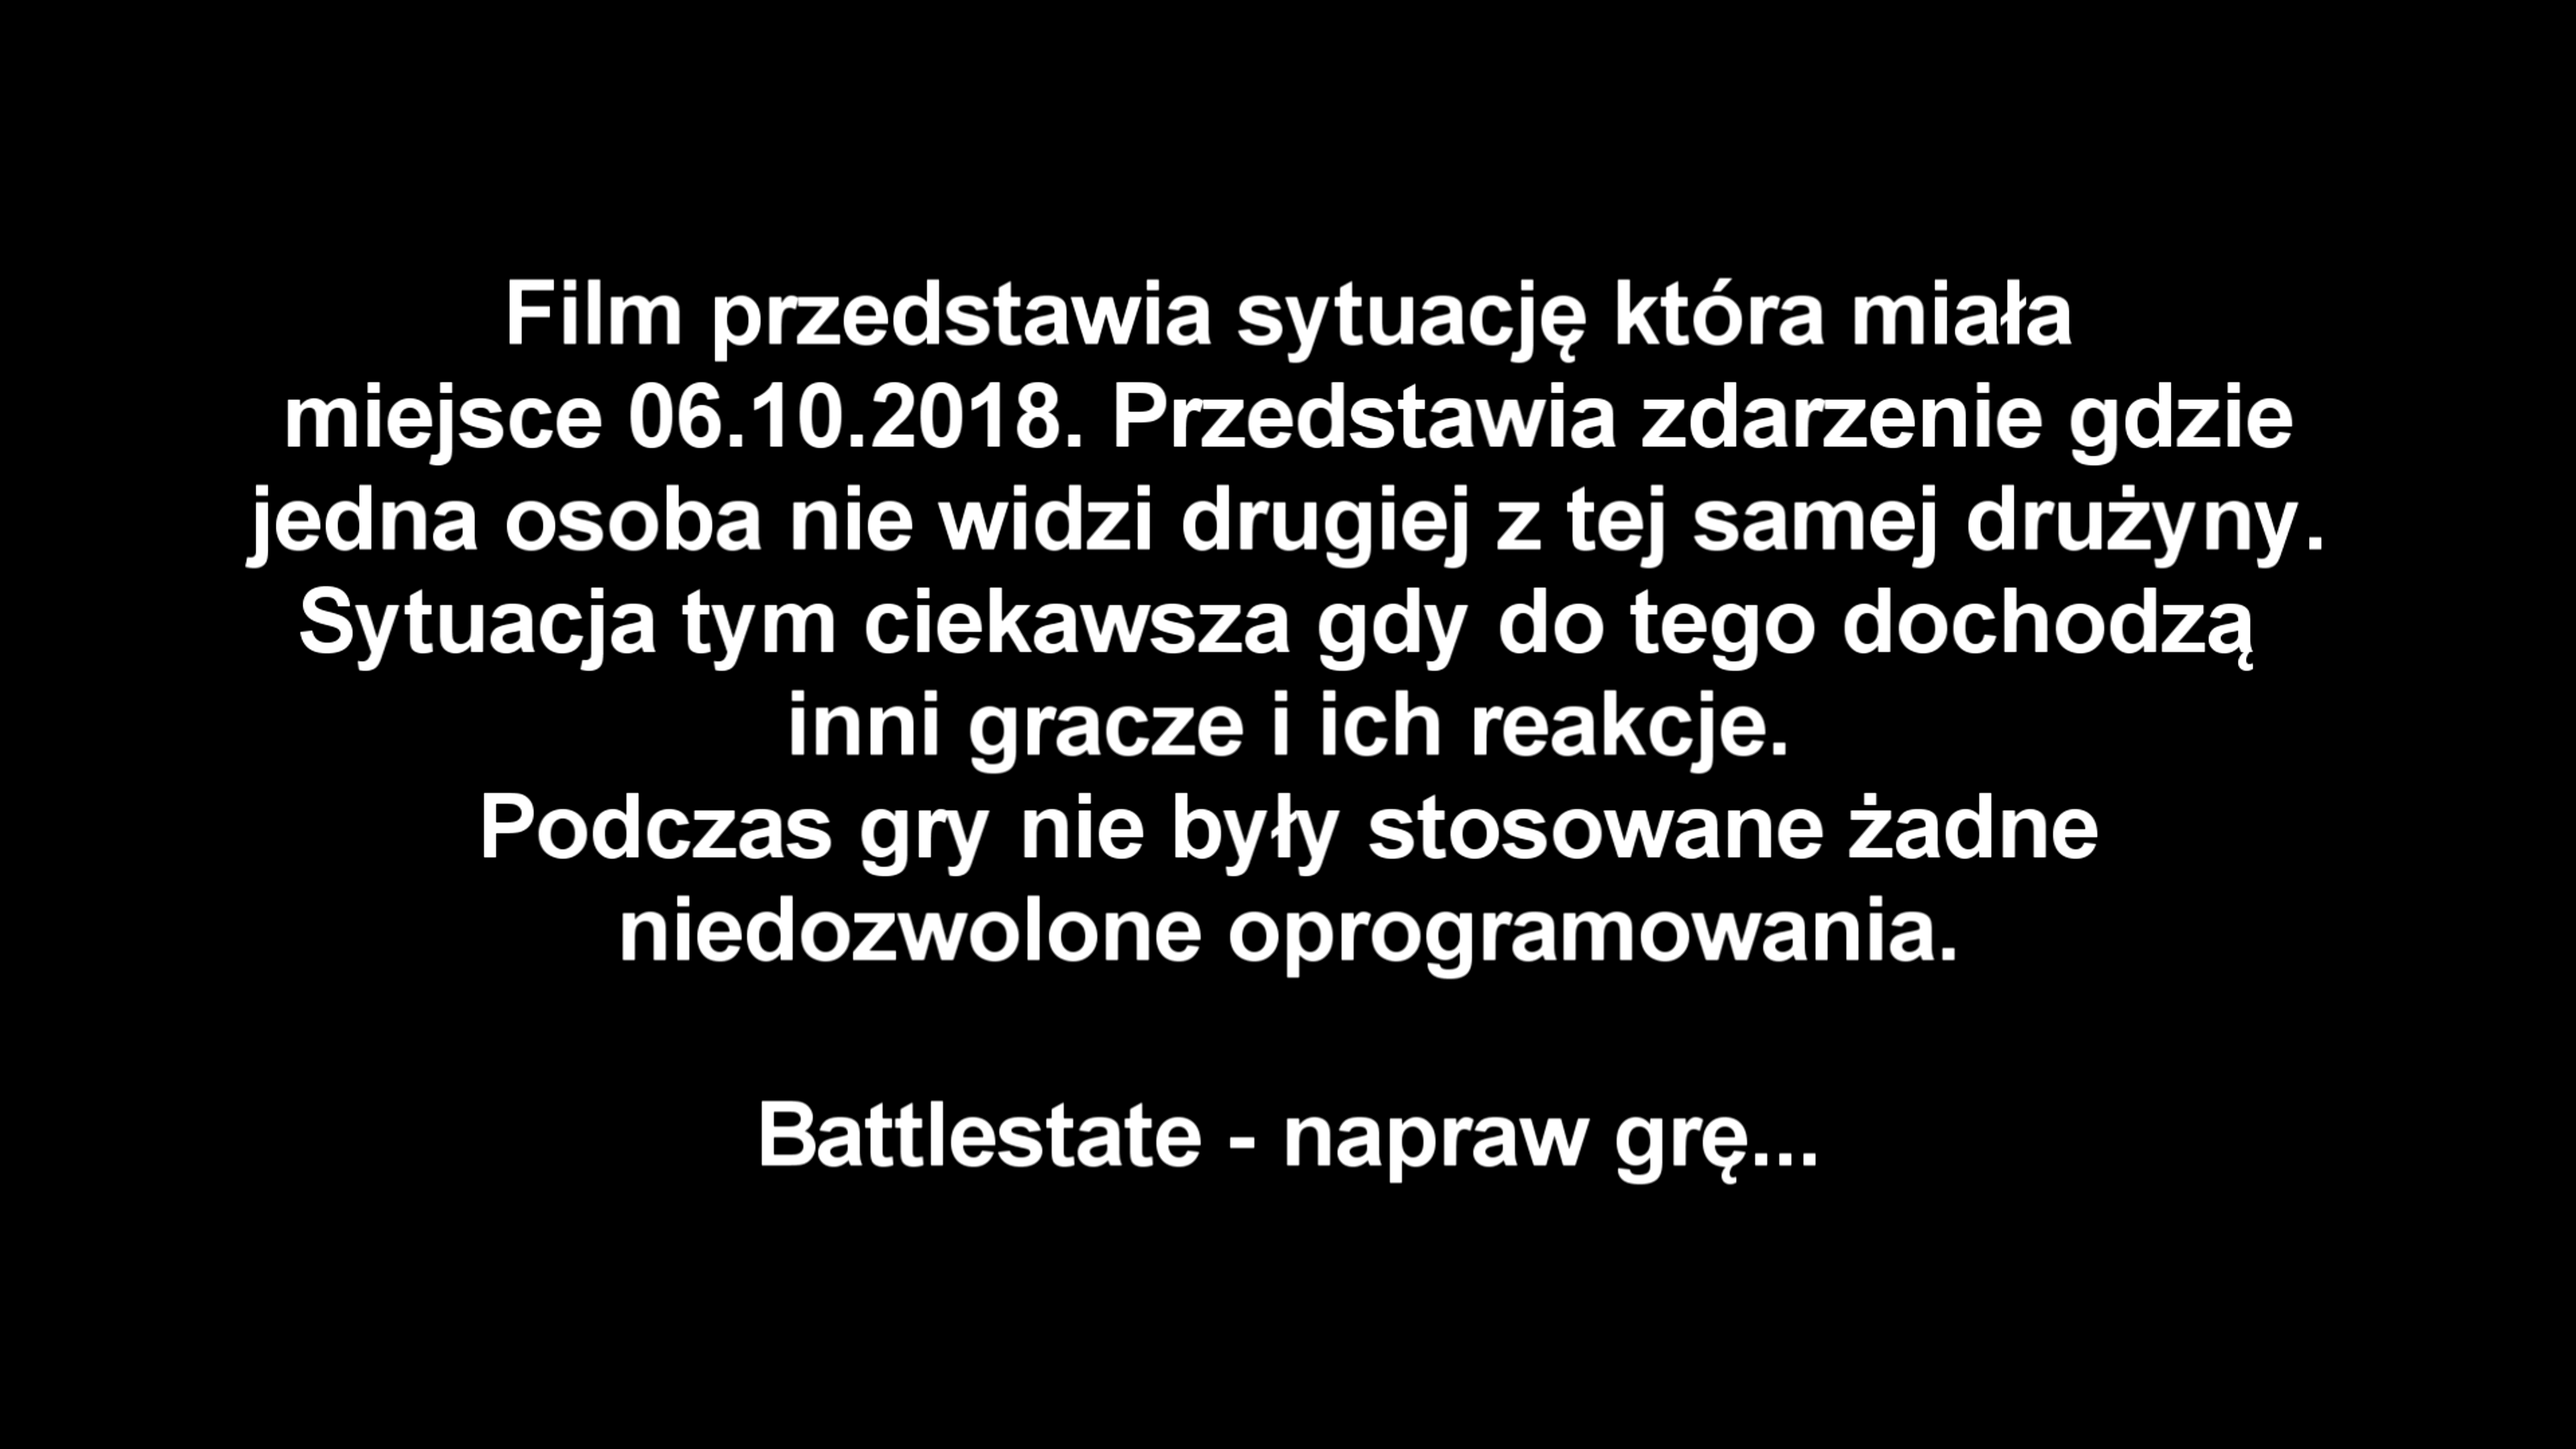 Film przedstawia sytuację która miała
miejsce 06.10.2018. Przedstawia zdarzenie gdzie
jedna osoba nie widzi drugiej z tej samej drużyny.
Sytuacja tym ciekawsza gdy do tego dochodzą
inni gracze i ich reakcje.
Podczas gry nie były stosowane żadne
niedozwolone oprogramowania.
Battlestate - napraw grę...